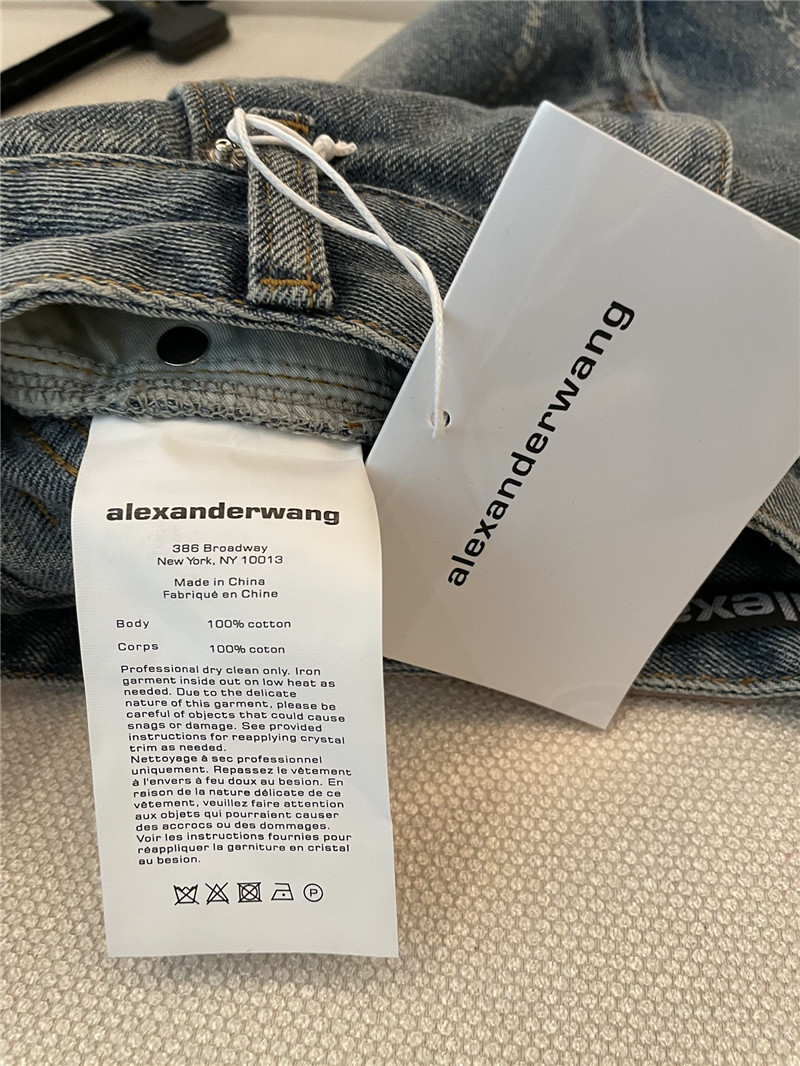 alexanderwang
386 Broadway
New York, NY 10013
Made in China
Fabriqué en Chine
Body 100% cotton
Corps 100% coton
Professional dry clean only. Iron
garment inside out on low heat as
needed. Due to the delicate
nature of this garment, please be
careful of objects that could cause
snags or damage. See provided
instructions for reapplying crystal
trim as needed.
Nettoyage à sec professionnel
uniquement. Repassez le vêtement
à l'envers à feu doux au besion. En
raison de la nature délicate de ce
vêtement, veuillez faire attention
aux objets qui pourraient causer
des accrocs ou des dommages.
Voir les instructions fournies pour
réappliquer la garniture en cristal
au besion.
P
alexanderwang
alexa